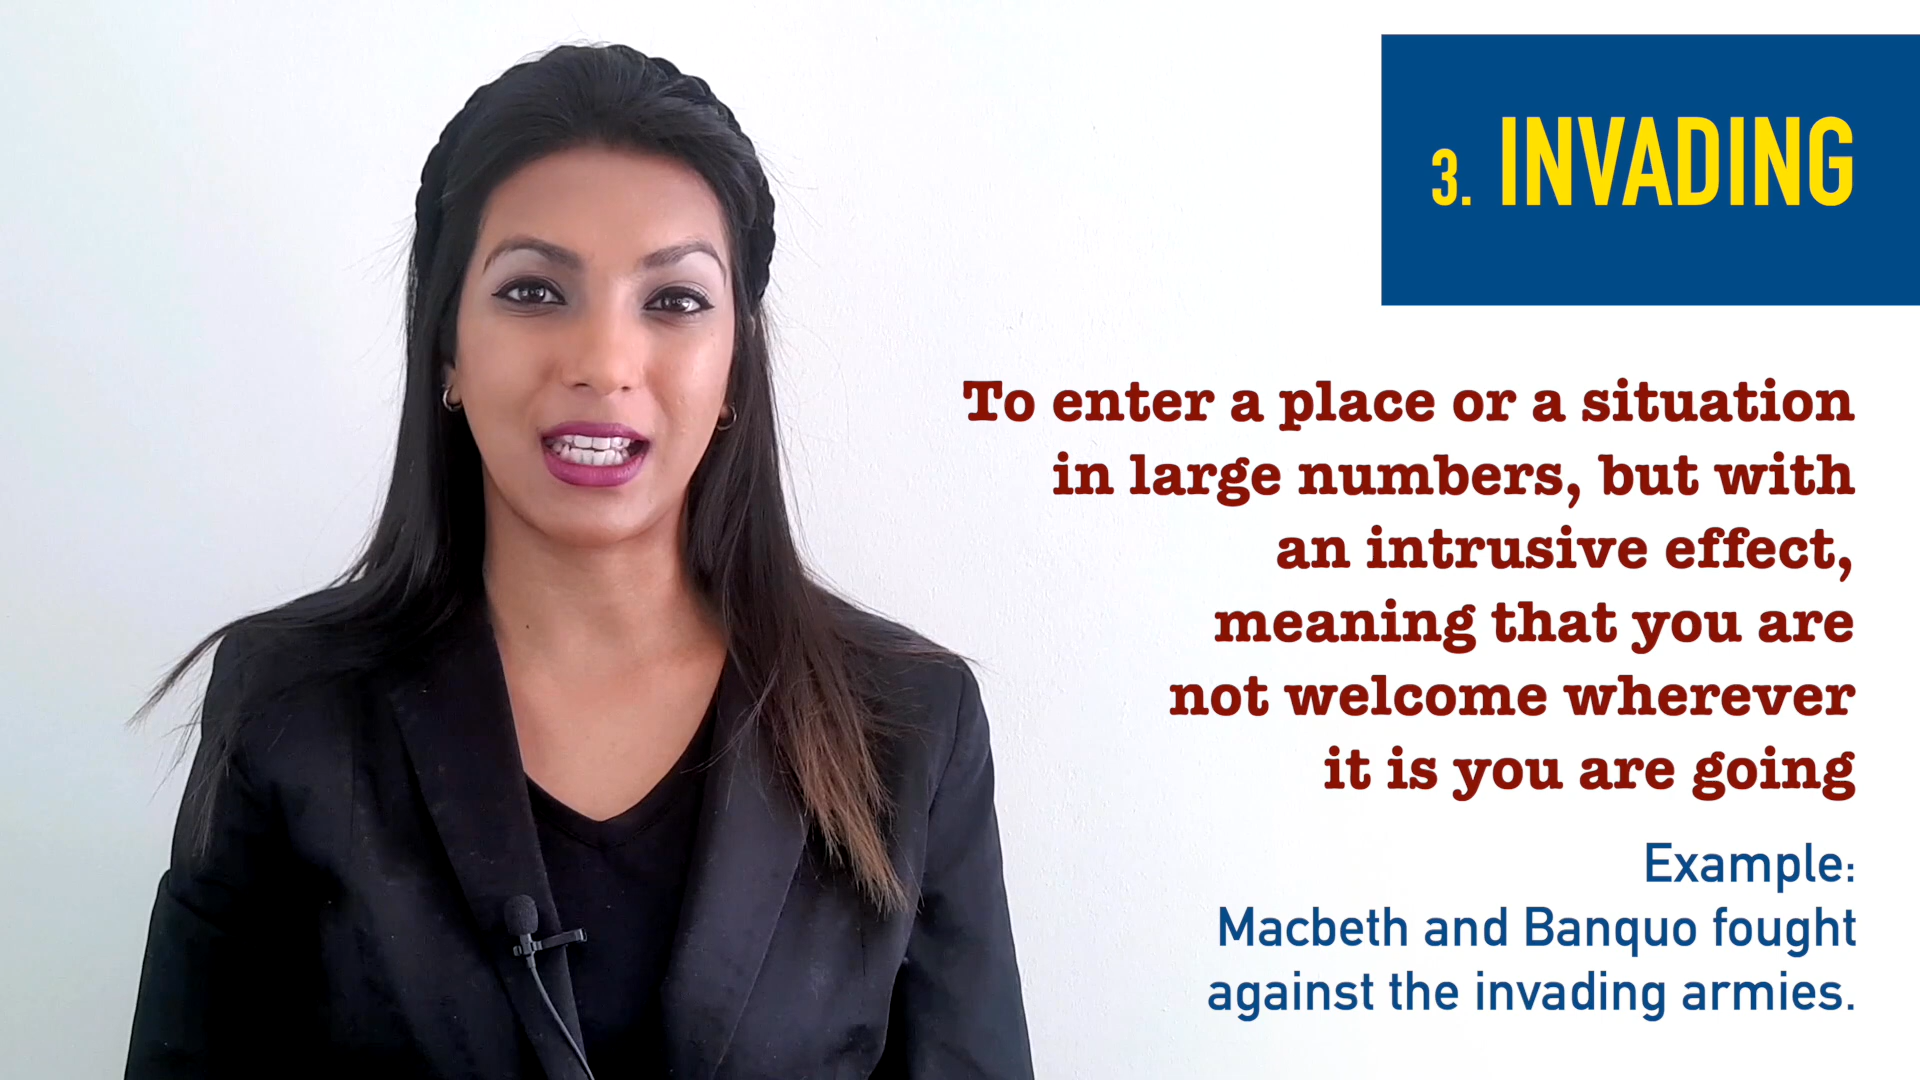 3. INVADING
To enter a place or a situation
in large numbers, but with
an intrusive effect,
meaning that you are
not welcome wherever
it is you are going
Example:
Macbeth and Banquo fought
against the invading armies.